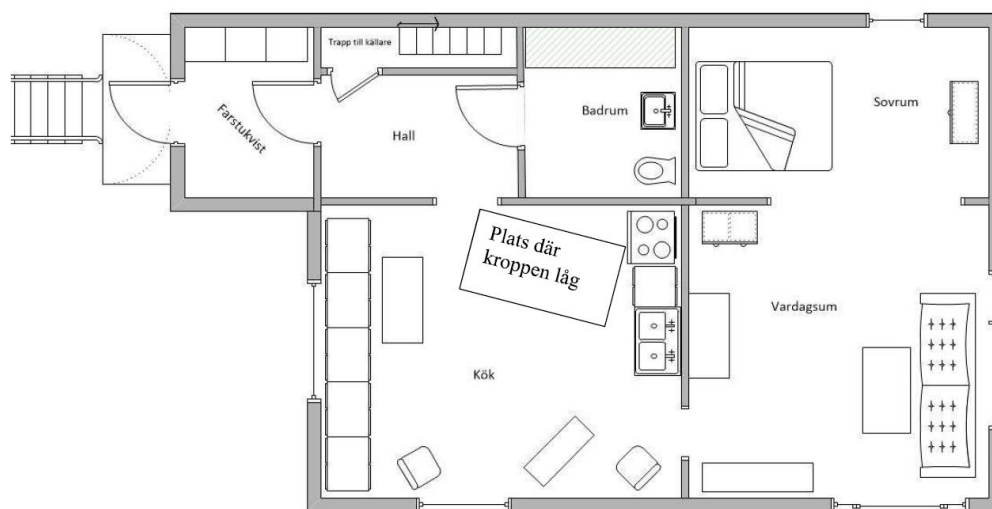 Trapp till källare
Farstukvist
Hall
Badrum
Sovrum
Plats där
kroppen låg
Vardagsum
Kök